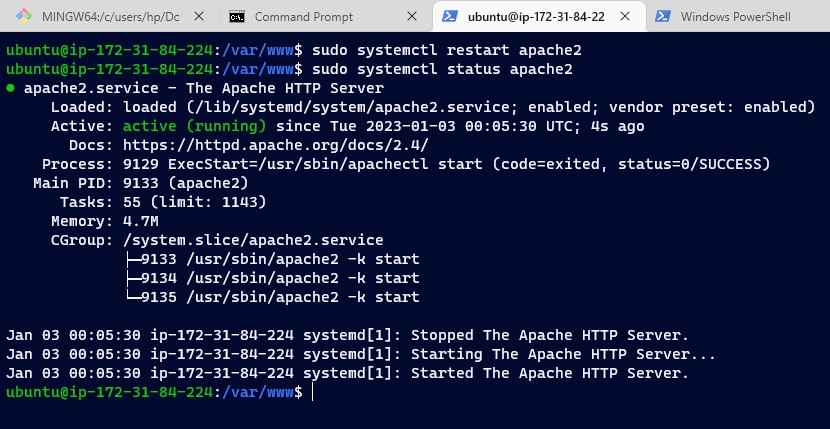 MINGW64:/c/users/hp/Dc
Command Prompt
ubuntu@ip-172-31-84-22
Windows PowerShell
ubuntu@ip-172-31-84-224:/var/www$ sudo systemctl restart apache2
ubuntu@ip-172-31-84-224:/var/www$ sudo systemctl status apache2
● apache2.service - The Apache HTTP Server
Loaded: loaded (/lib/systemd/system/apache2.service; enabled; vendor preset: enabled)
Active: active (running) since Tue 2023-01-03 00:05:30 UTC; 4s ago
Docs: https://httpd.apache.org/docs/2.4/
Process: 9129 ExecStart=/usr/sbin/apachectl start (code=exited, status=0/SUCCESS)
Main PID: 9133 (apache2)
Tasks: 55 (limit: 1143)
Memory: 4.7M
CGroup: /system.slice/apache2.service
├─9133 /usr/sbin/apache2 -k start
├─9134 /usr/sbin/apache2 -k start
└─9135 /usr/sbin/apache2 -k start
Jan 03 00:05:30 ip-172-31-84-224 systemd[1]: Stopped The Apache HTTP Server.
Jan 03 00:05:30 ip-172-31-84-224 systemd[1]: Starting The Apache HTTP Server...
Jan 03 00:05:30 ip-172-31-84-224 systemd[1]: Started The Apache HTTP Server.
ubuntu@ip-172-31-84-224:/var/www$